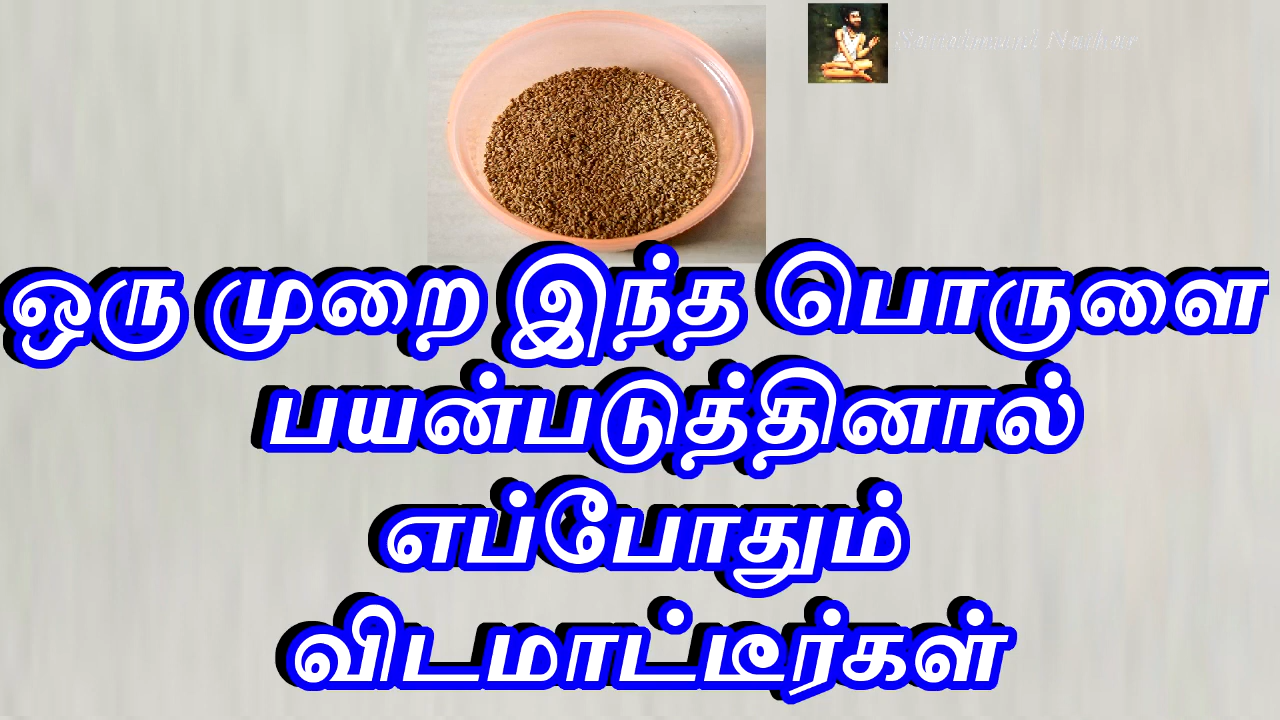 ஒரு முறை இந்த பொருளை
பயன்படுத்தினால்
எப்போதும்
விடமாட்டீர்கள்